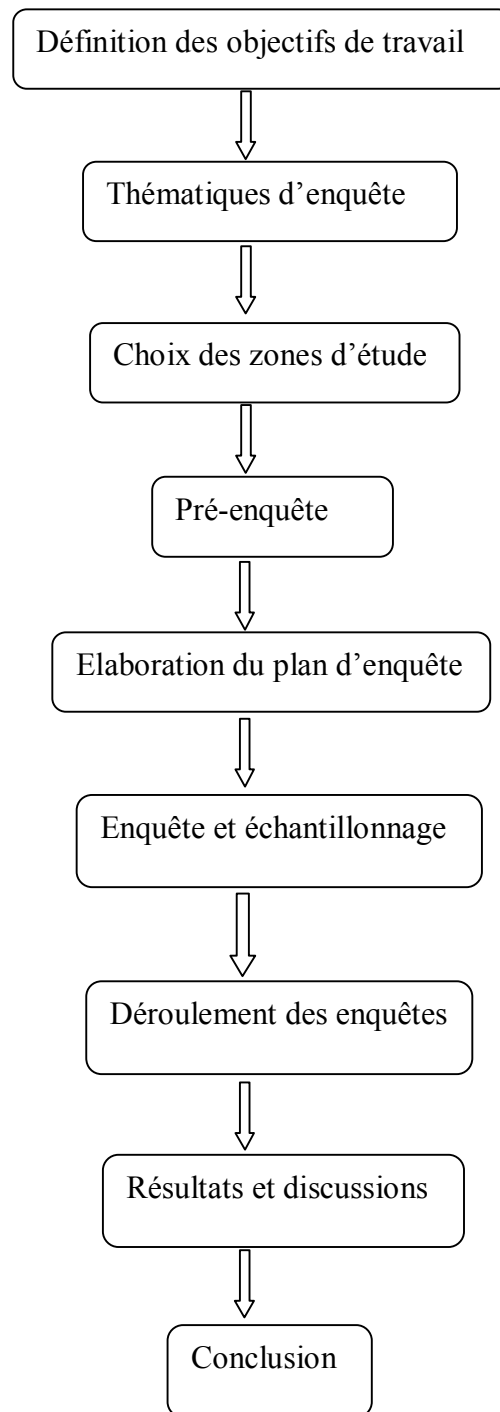 Définition des objectifs de travail
Thématiques d’enquête
Choix des zones d’étude
Pré-enquête
Elaboration du plan d’enquête
Enquête et échantillonnage
Déroulement des enquêtes
Résultats et discussions
Conclusion